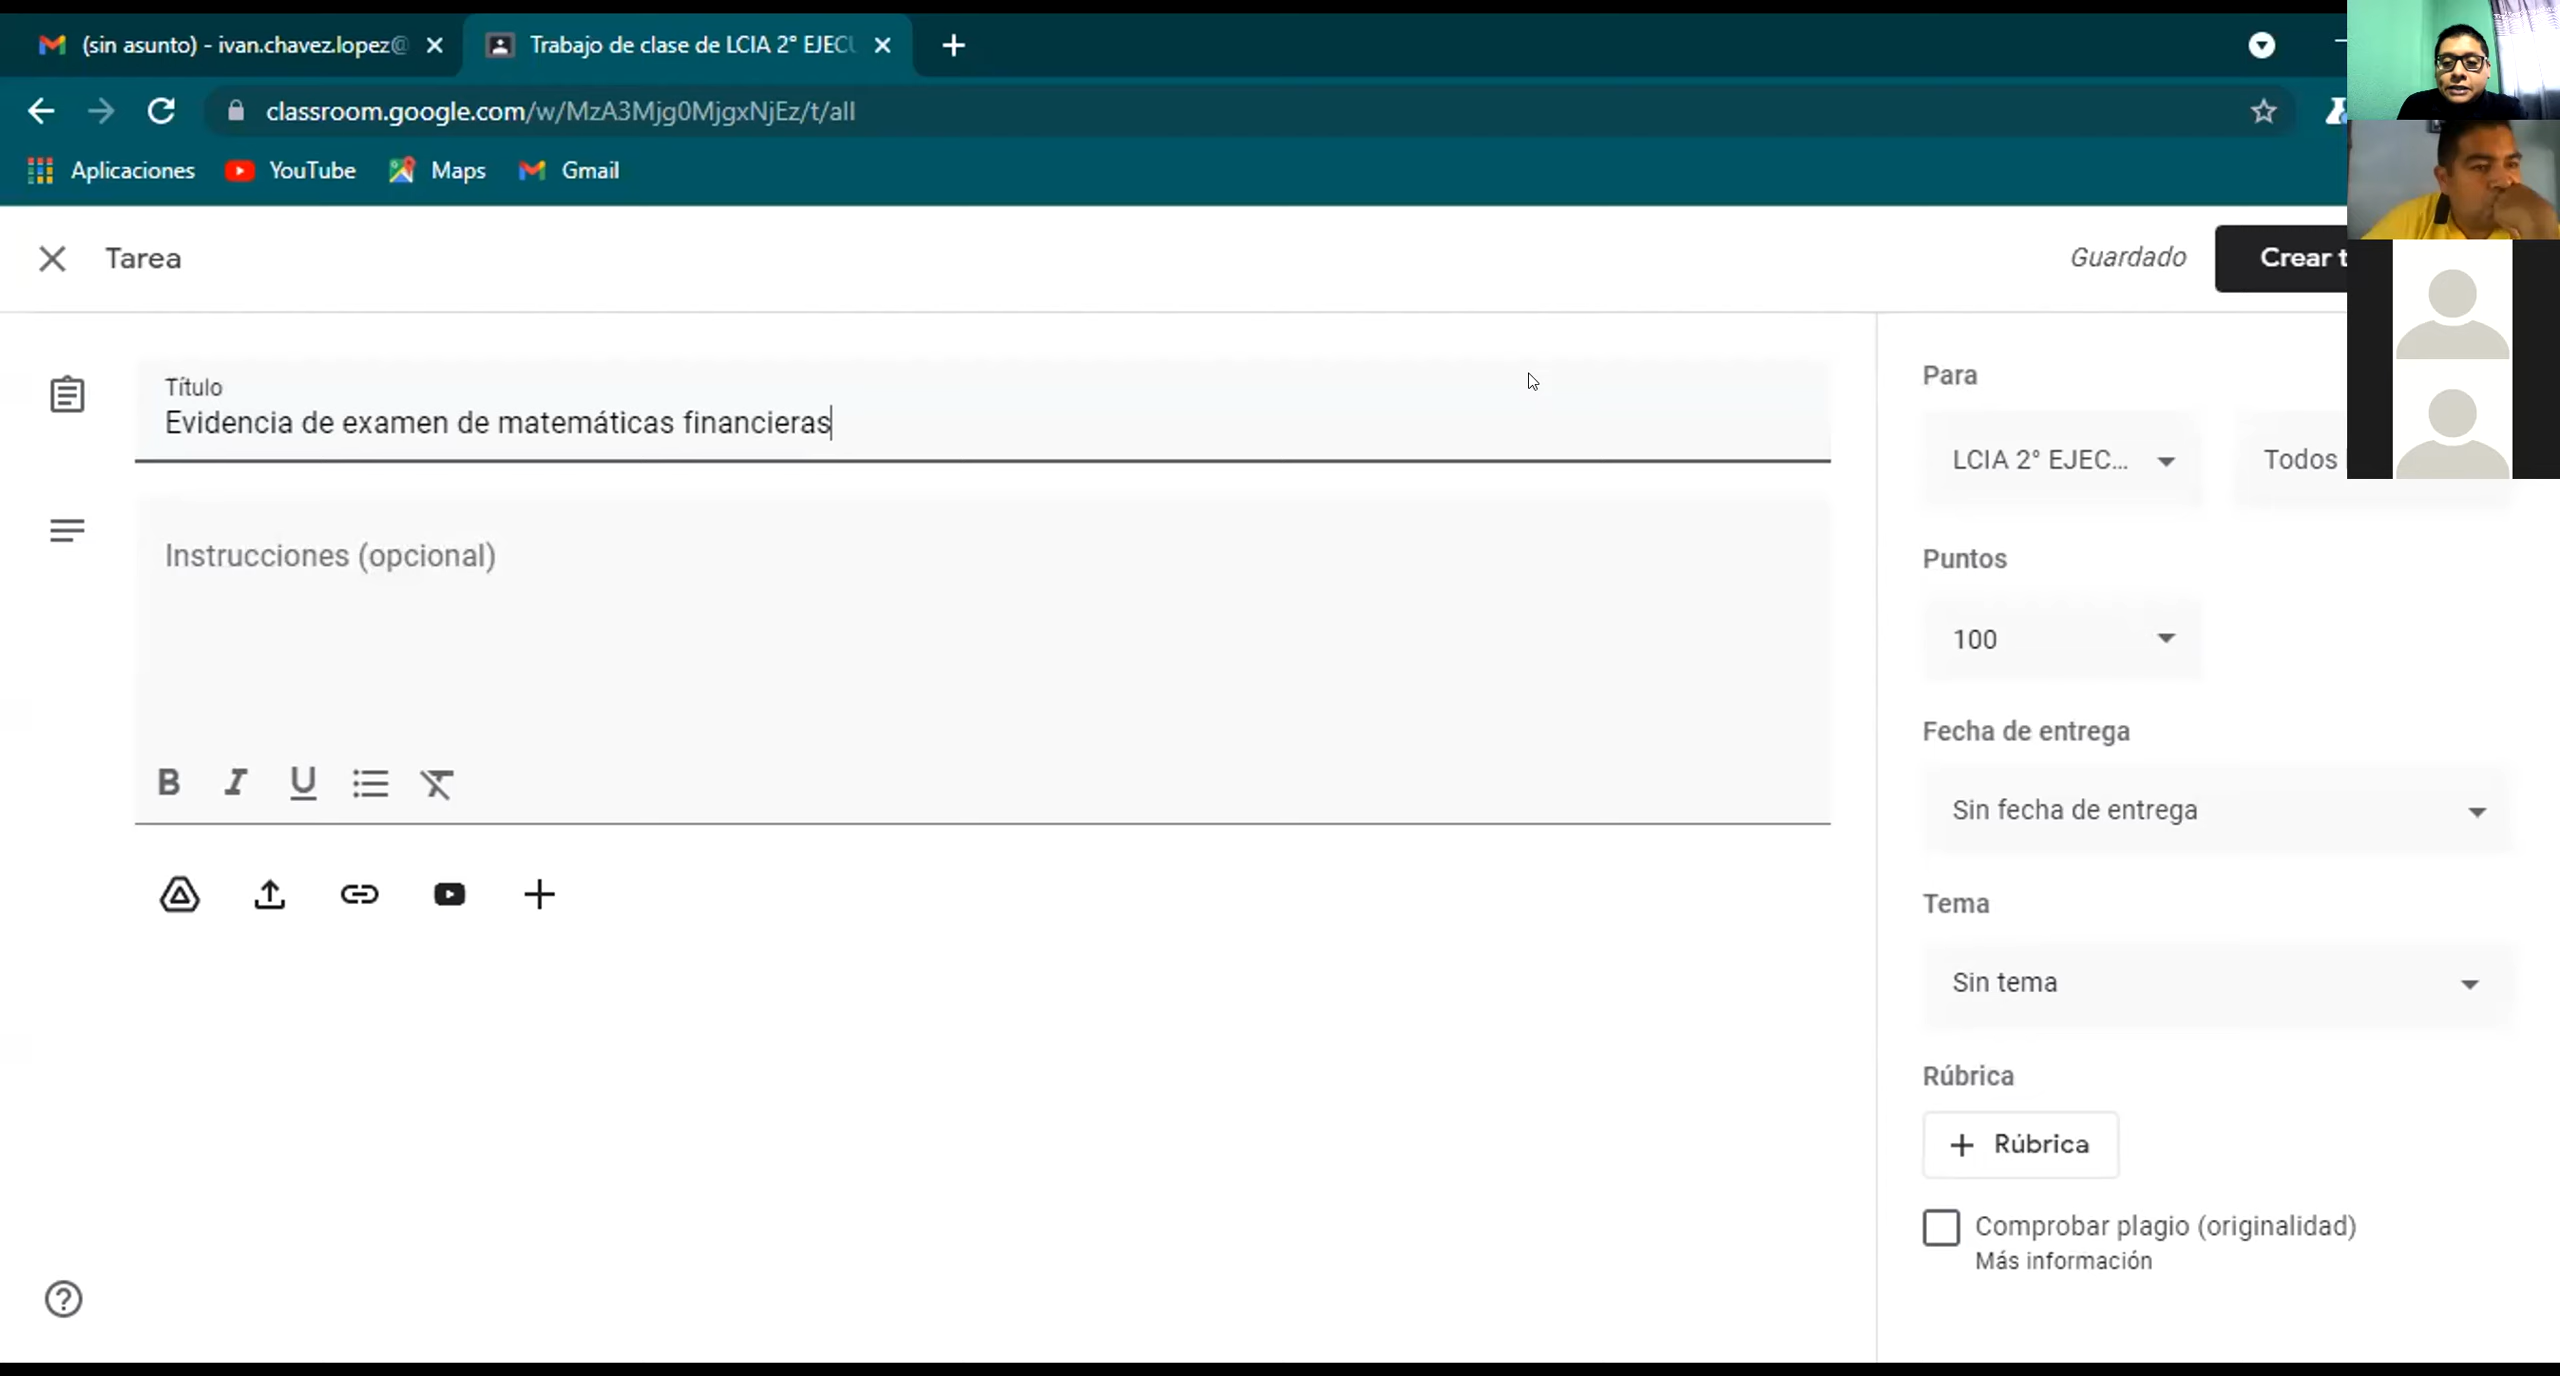 (sin asunto) - ivan.chavez.lopez@
Trabajo de clase de LCIA 2° EJECU
classroom.google.com/w/MzA3Mjg0MjgxNjEz/t/all
Aplicaciones
YouTube
Maps
Gmail
Tarea
Guardado
Crear t
Título
Evidencia de examen de matemáticas financieras
Instrucciones (opcional)
B I U
Para
LCIA 2° EJEC...
Todos
Puntos
100
Fecha de entrega
Sin fecha de entrega
Tema
Sin tema
Rúbrica
+ Rúbrica
Comprobar plagio (originalidad)
Más información